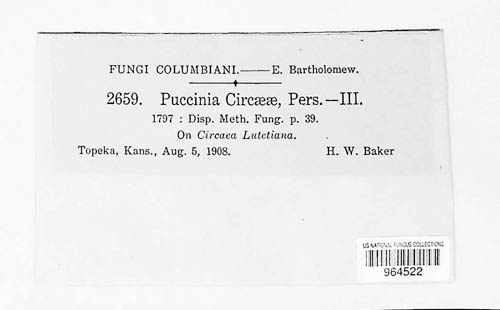 FUNGI COLUMBIANI.——E. Bartholomew.
2659. Puccinia Circææ, Pers.—III.
1797 : Disp. Meth. Fung. p. 39.
On Circaea Lutetiana.
Topeka, Kans., Aug. 5, 1908. H. W. Baker
US NATIONAL FUNGUS COLLECTIONS
964522